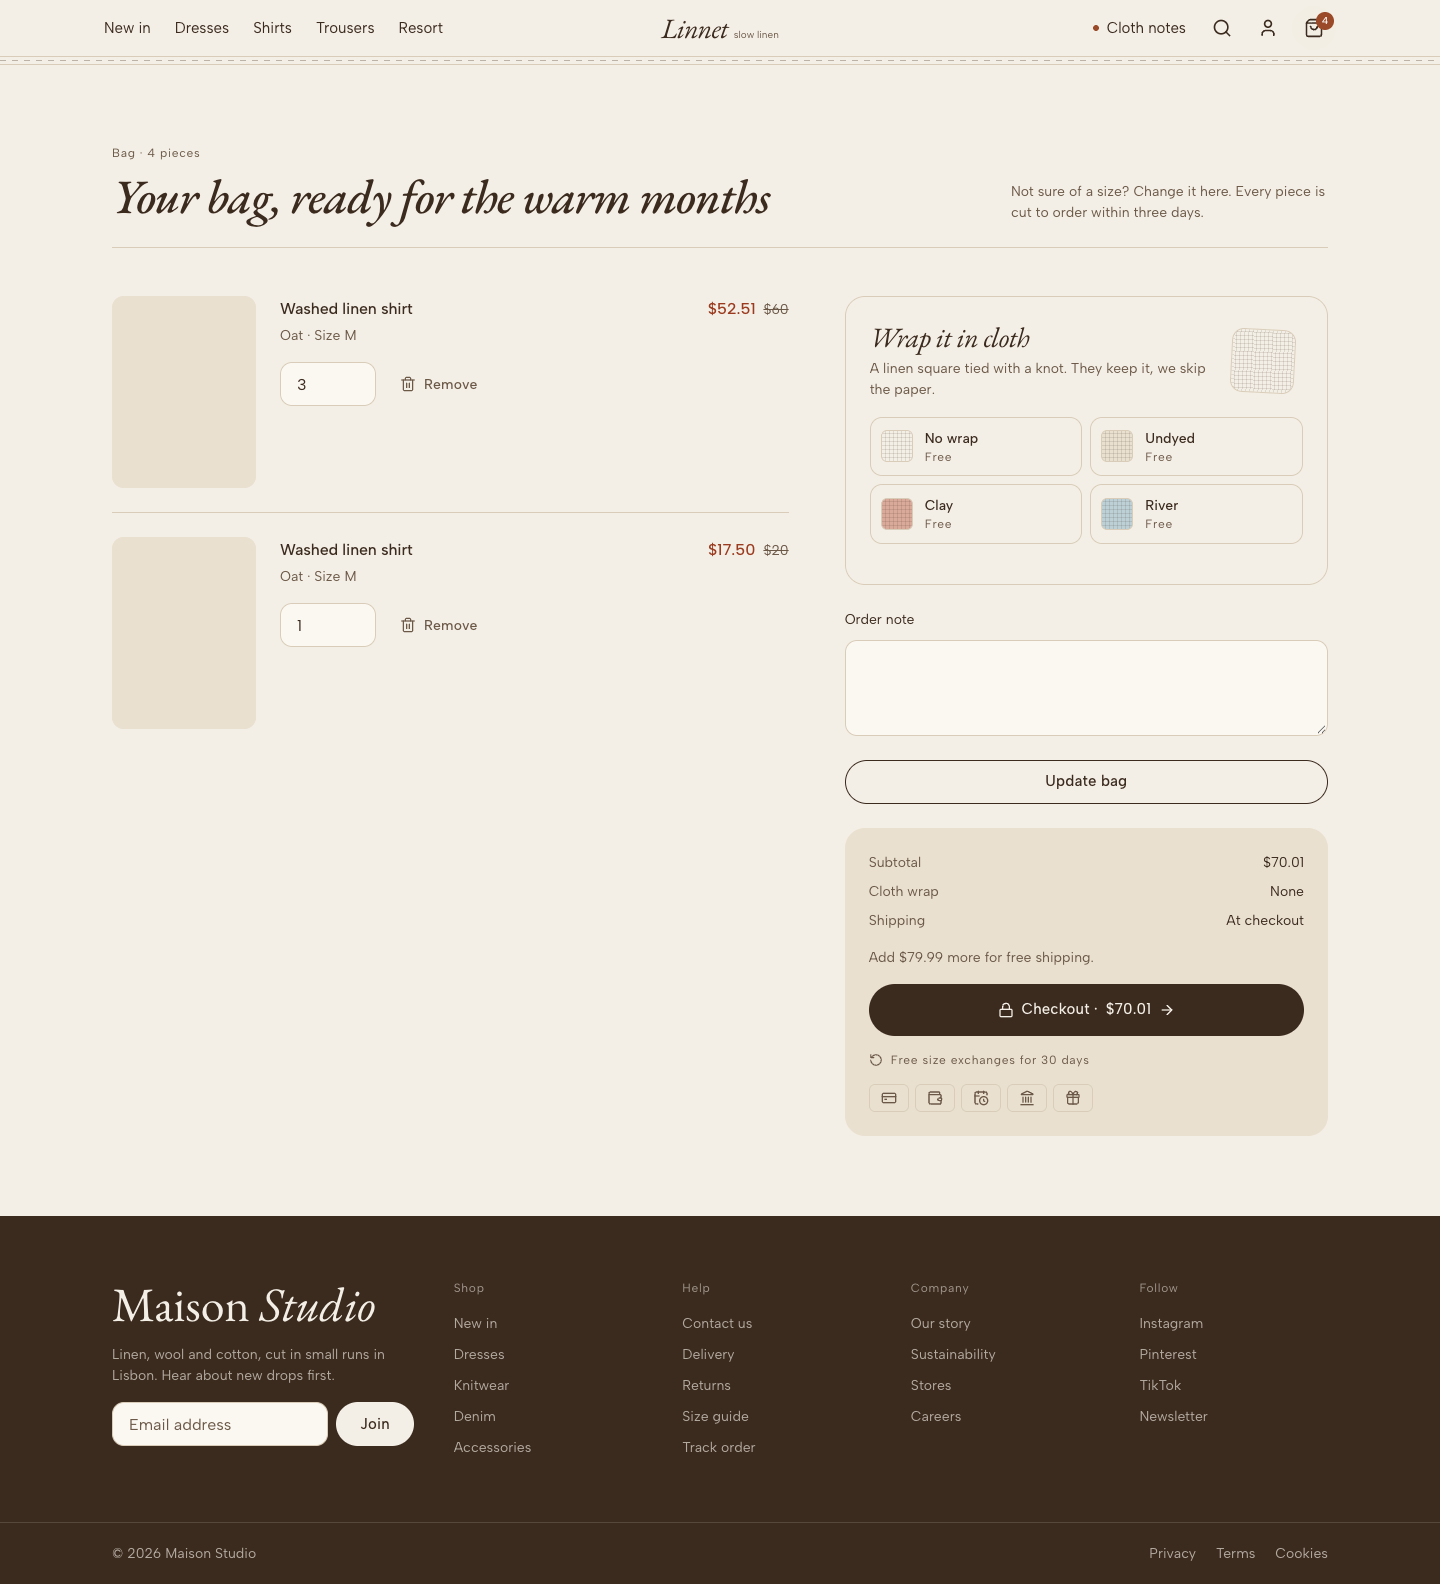 New in
Dresses
Shirts
Trousers
Resort
Linnet slow linen
Cloth notes
4
Bag · 4 pieces
Your bag, ready for the warm months
Not sure of a size? Change it here. Every piece is
cut to order within three days.
Washed linen shirt
$52.51 $60
Oat · Size M
3
Remove
Washed linen shirt
$17.50 $20
Oat · Size M
1
Remove
Wrap it in cloth
A linen square tied with a knot. They keep it, we skip
the paper.
No wrap
Free
Undyed
Free
Clay
Free
River
Free
Order note
Update bag
Subtotal
$70.01
Cloth wrap
None
Shipping
At checkout
Add $79.99 more for free shipping.
Checkout · $70.01
Free size exchanges for 30 days
Maison Studio
Linen, wool and cotton, cut in small runs in
Lisbon. Hear about new drops first.
Email address
Join
Shop
New in
Dresses
Knitwear
Denim
Accessories
Help
Contact us
Delivery
Returns
Size guide
Track order
Company
Our story
Sustainability
Stores
Careers
Follow
Instagram
Pinterest
TikTok
Newsletter
© 2026 Maison Studio
Privacy
Terms
Cookies